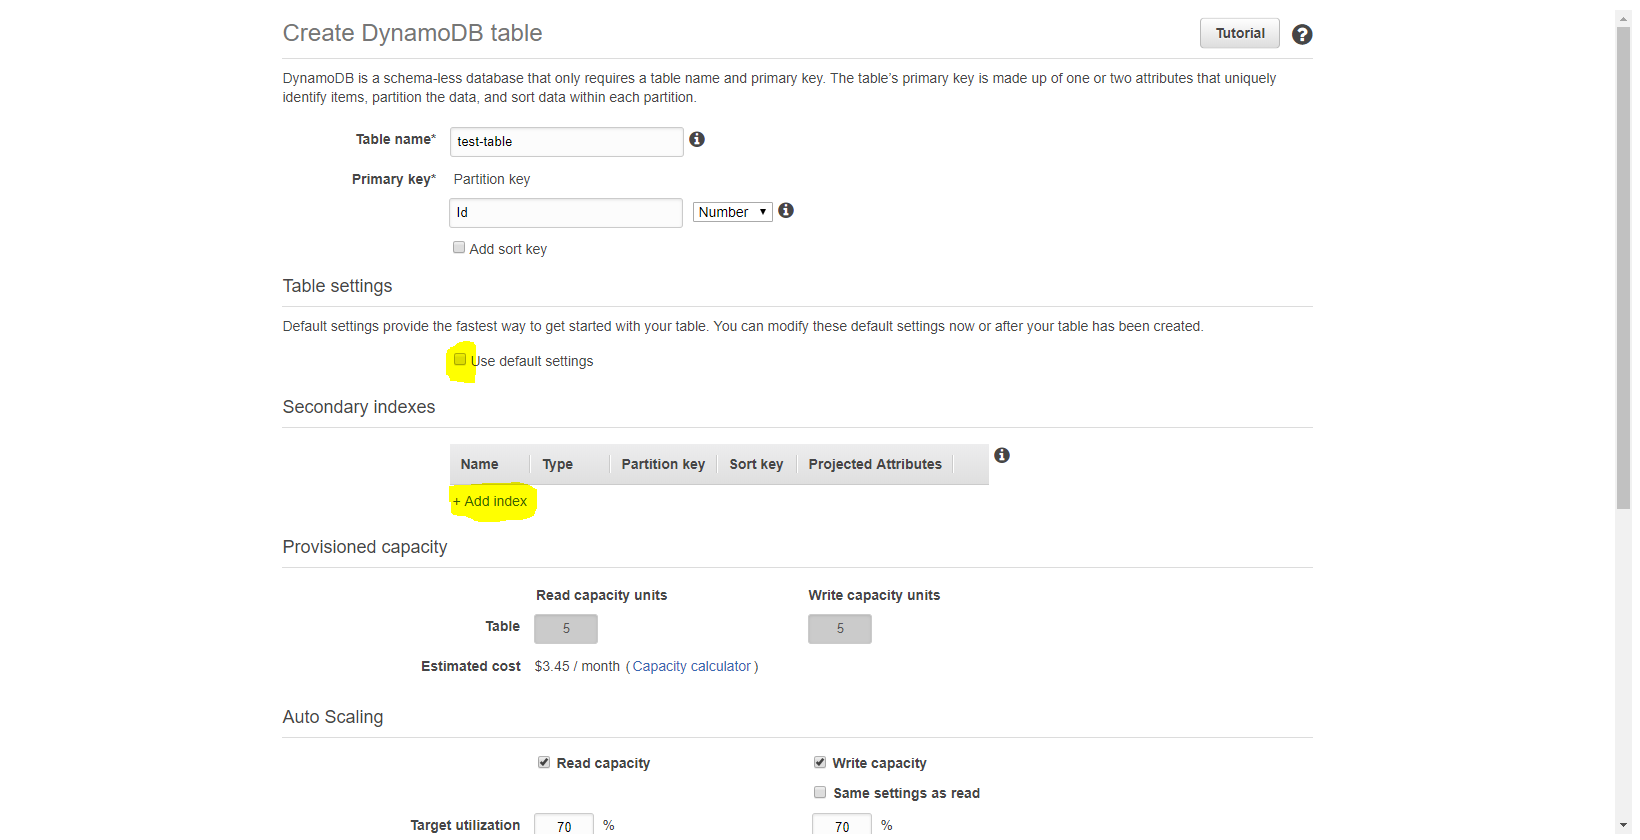 Create DynamoDB table
Tutorial
DynamoDB is a schema-less database that only requires a table name and primary key. The table’s primary key is made up of one or two attributes that uniquely
identify items, partition the data, and sort data within each partition.
Table name* test-table
Primary key* Partition key
Id Number
Add sort key
Table settings
Default settings provide the fastest way to get started with your table. You can modify these default settings now or after your table has been created.
Use default settings
Secondary indexes
Name Type Partition key Sort key Projected Attributes
+ Add index
Provisioned capacity
Read capacity units Write capacity units
Table 5 5
Estimated cost $3.45 / month (Capacity calculator)
Auto Scaling
Read capacity Write capacity
Same settings as read
Target utilization 70 % 70 %